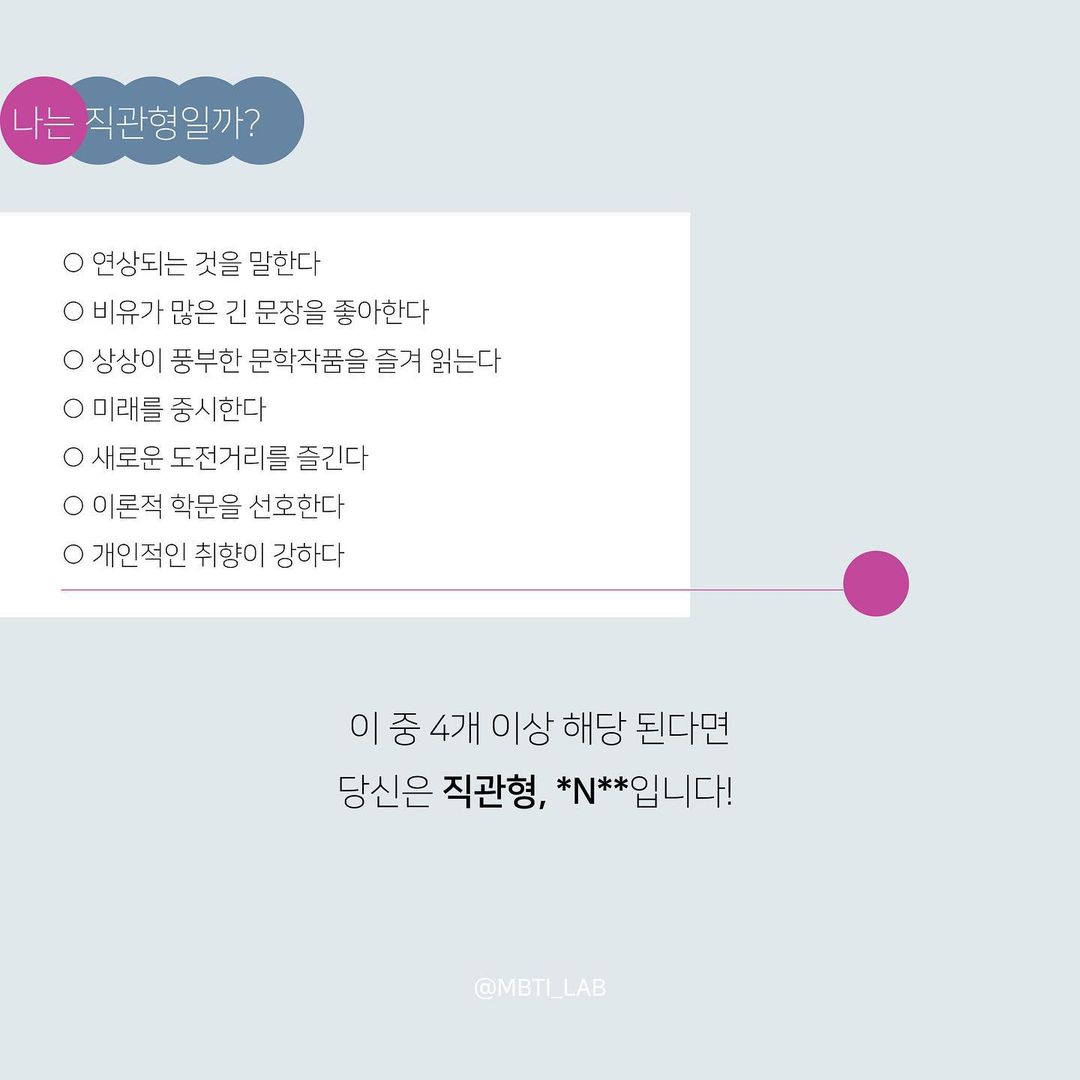 나는 직관형일까?
○ 연상되는 것을 말한다
○ 비유가 많은 긴 문장을 좋아한다
○ 상상이 풍부한 문학작품을 즐겨 읽는다
○ 미래를 중시한다
○ 새로운 도전거리를 즐긴다
○ 이론적 학문을 선호한다
○ 개인적인 취향이 강하다
이 중 4개 이상 해당 된다면
당신은 직관형, *N**입니다!
@MBTI_LAB